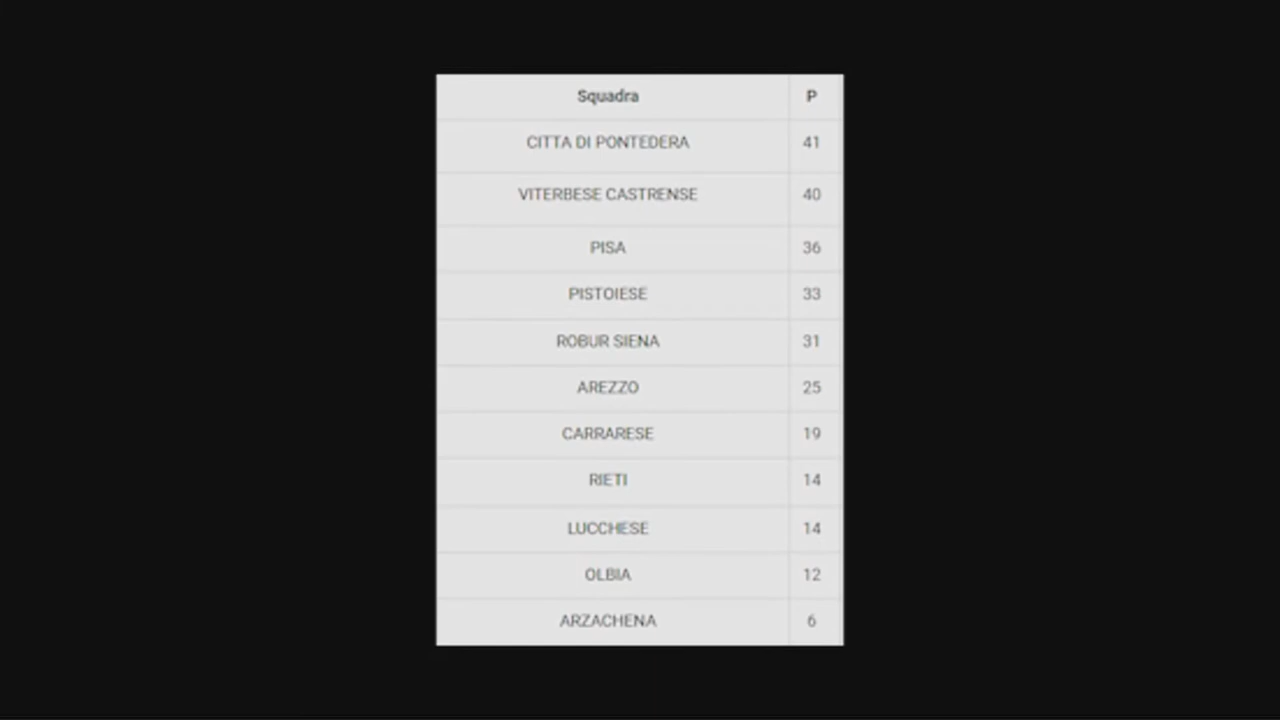 Squadra P
CITTA DI PONTEDERA 41
VITERBESE CASTRENSE 40
PISA 36
PISTOIESE 33
ROBUR SIENA 31
AREZZO 25
CARRARESE 19
RIETI 14
LUCCHESE 14
OLBIA 12
ARZACHENA 6